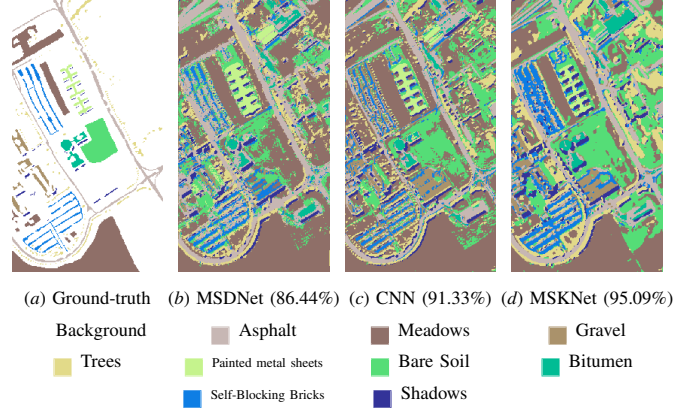 (a) Ground-truth (b) MSDNet (86.44%) (c) CNN (91.33%) (d) MSKNet (95.09%)
Background Asphalt Meadows Gravel
Trees Painted metal sheets Bare Soil Bitumen
Self-Blocking Bricks Shadows